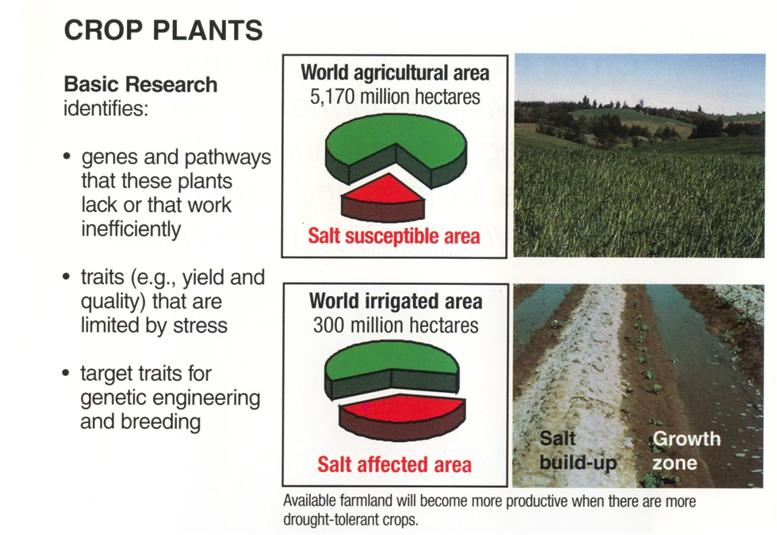 CROP PLANTS
Basic Research
identifies:
• genes and pathways
that these plants
lack or that work
inefficiently
• traits (e.g., yield and
quality) that are
limited by stress
• target traits for
genetic engineering
and breeding
World agricultural area
5,170 million hectares
Salt susceptible area
World irrigated area
300 million hectares
Salt affected area
Salt
build-up
Growth
zone
Available farmland will become more productive when there are more
drought-tolerant crops.